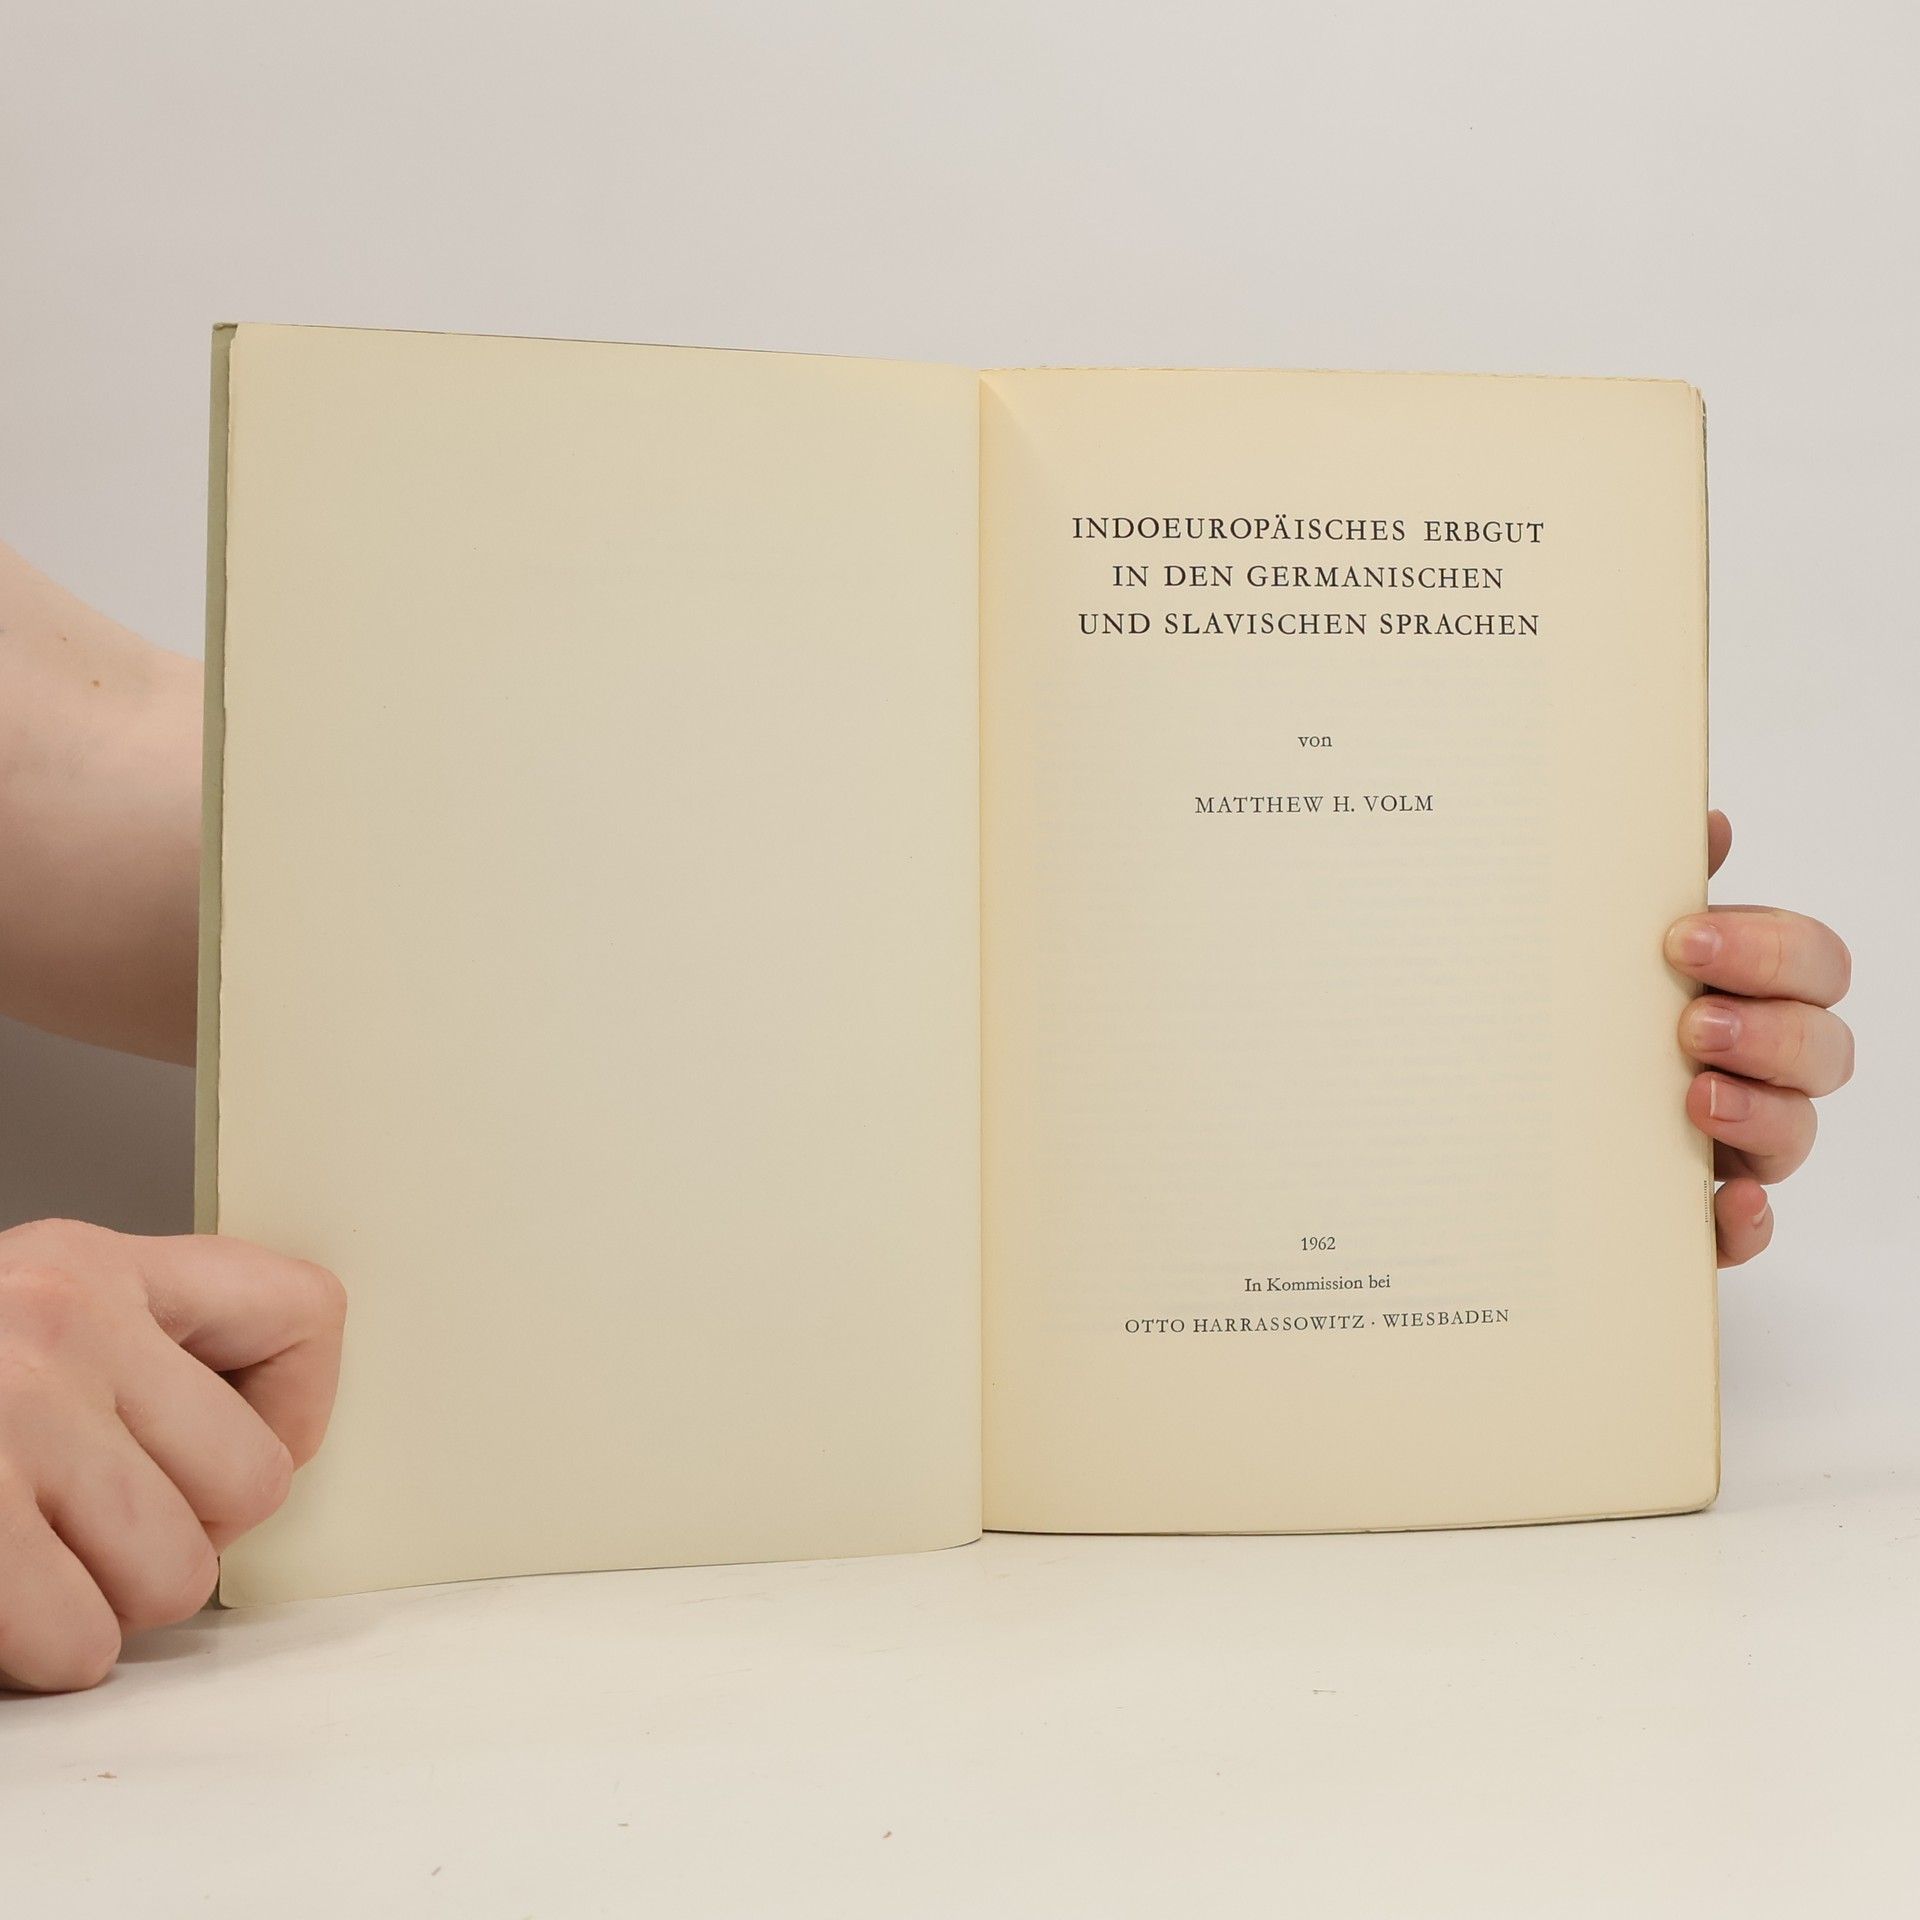 INDOEUROPÄISCHES ERBGUT
IN DEN GERMANISCHEN
UND SLAVISCHEN SPRACHEN
von
MATTHEW H. VOLM
1962
In Kommission bei
OTTO HARRASSOWITZ · WIESBADEN